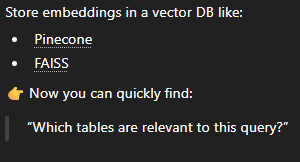 Store embeddings in a vector DB like:
• Pinecone
• FAISS
👉 Now you can quickly find:
"Which tables are relevant to this query?"